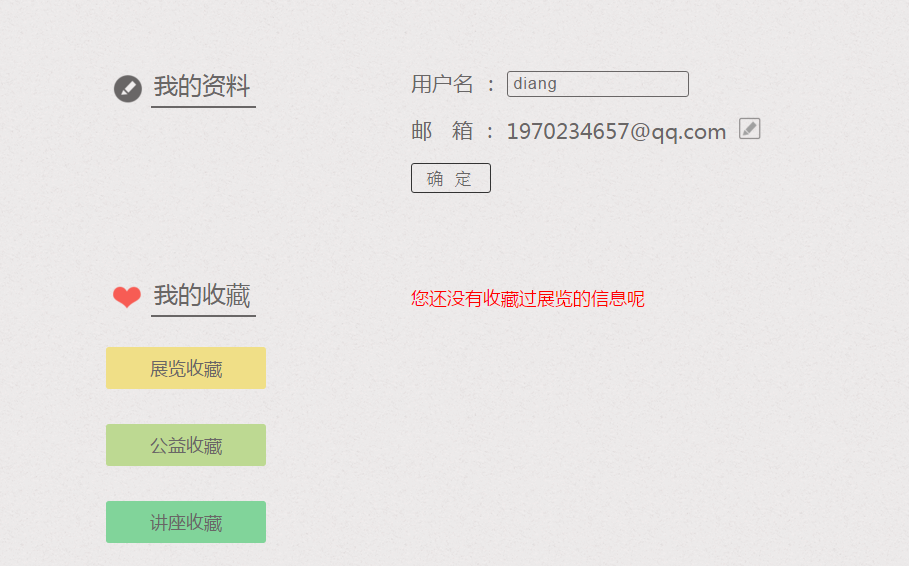 我的资料
用户名 : diang
邮 箱 : 1970234657@qq.com
确 定
我的收藏
您还没有收藏过展览的信息呢
展览收藏
公益收藏
讲座收藏